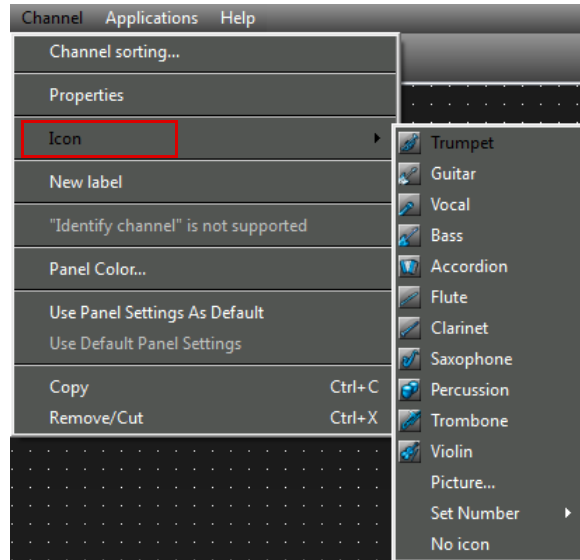 Channel Applications Help
Channel sorting...
Properties
Icon
New label
"Identify channel" is not supported
Panel Color...
Use Panel Settings As Default
Use Default Panel Settings
Copy Ctrl+C
Remove/Cut Ctrl+X
Trumpet
Guitar
Vocal
Bass
Accordion
Flute
Clarinet
Saxophone
Percussion
Trombone
Violin
Picture...
Set Number
No icon